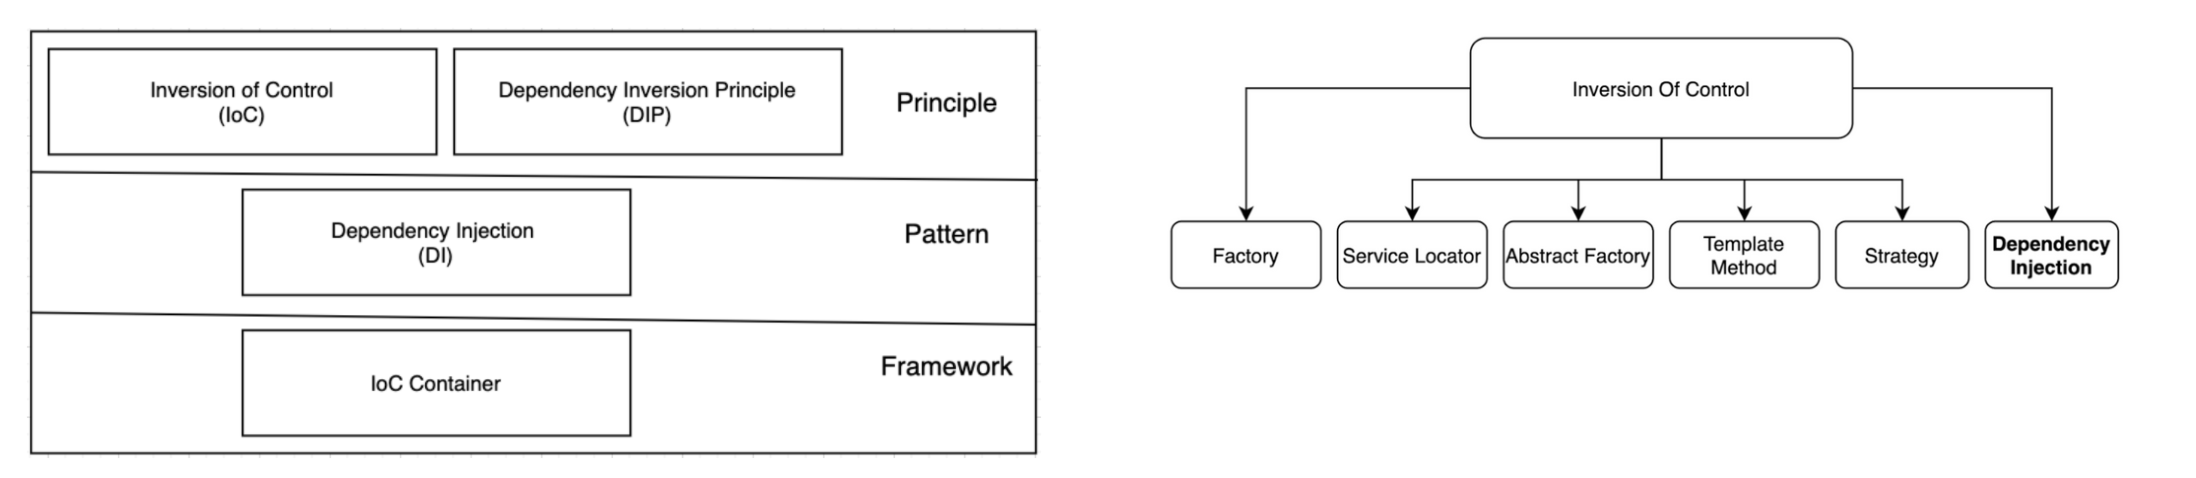 Inversion of Control
(IoC)
Dependency Inversion Principle
(DIP)
Principle
Dependency Injection
(DI)
Pattern
IoC Container
Framework
Inversion Of Control
Factory
Service Locator
Abstract Factory
Template
Method
Strategy
Dependency
Injection